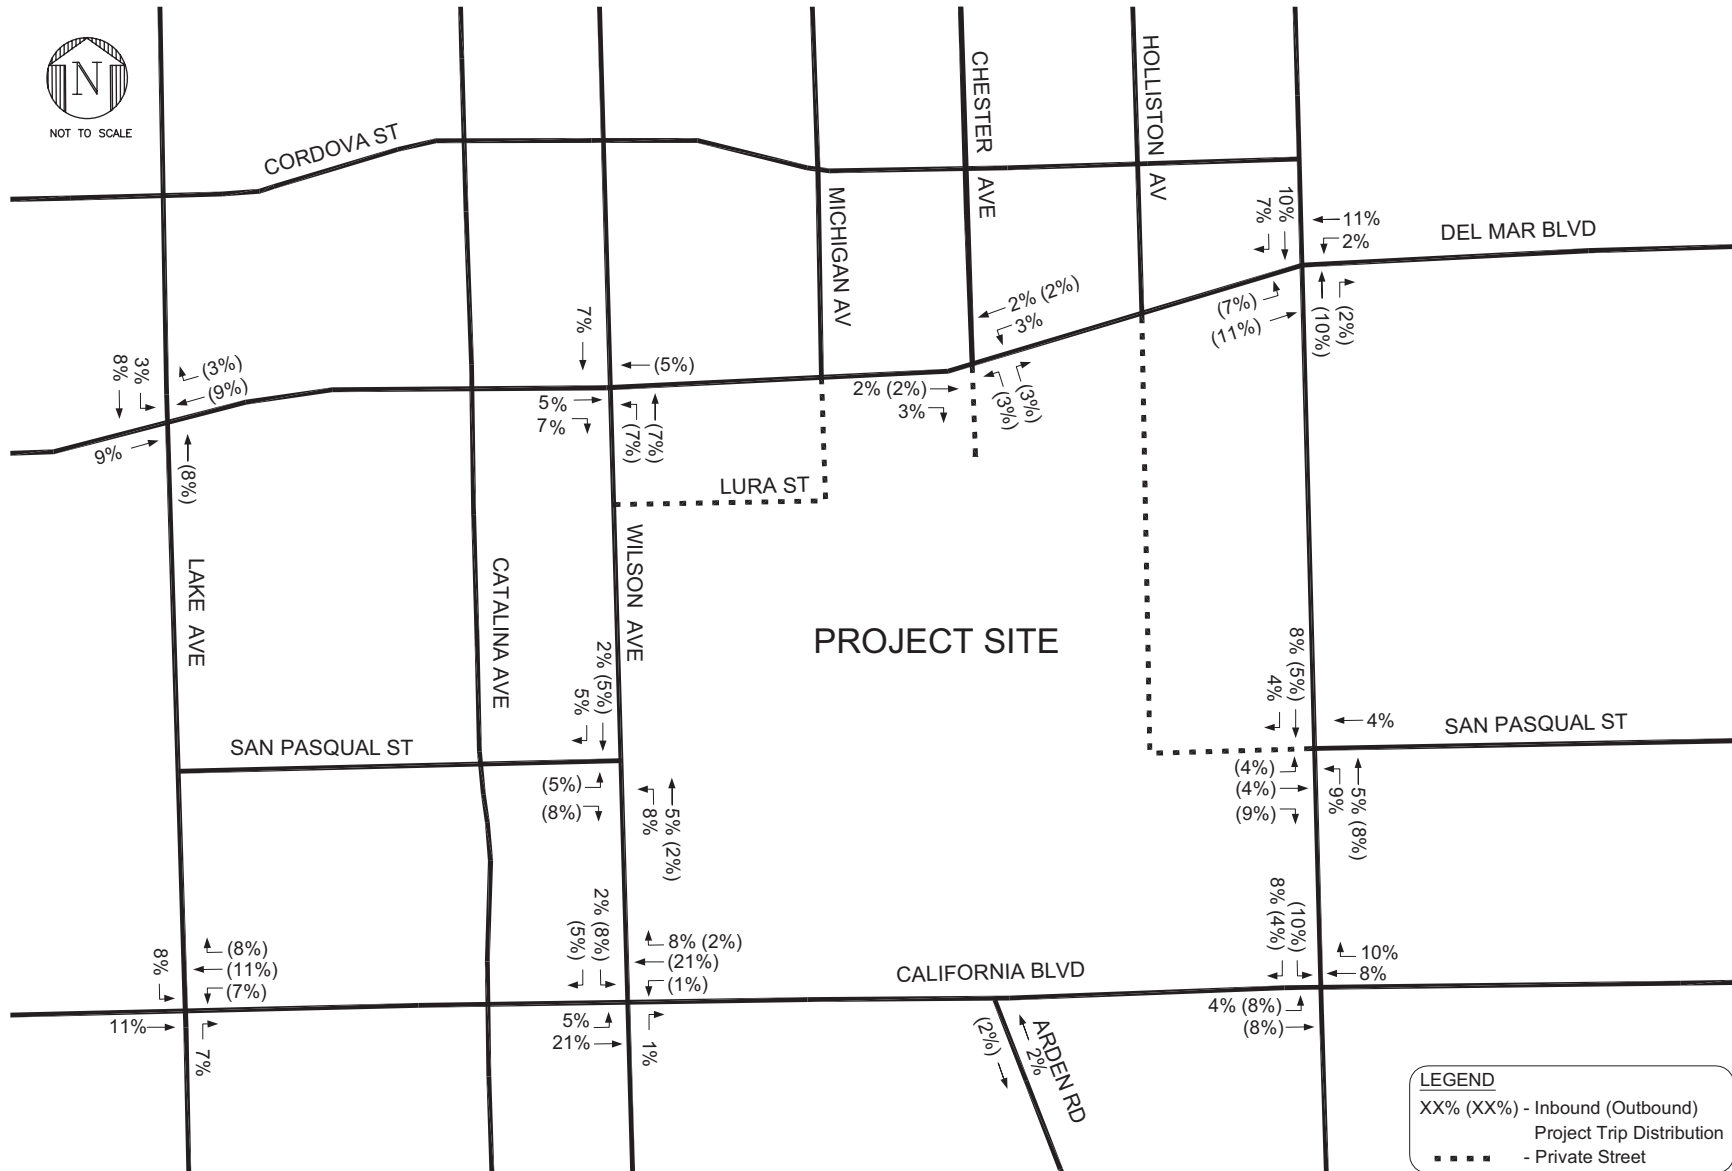 N
NOT TO SCALE
CORDOVA ST
CHESTER
AVE
HOLLISTON
AV
MICHIGAN AV
10%
7%
11%
2%
DEL MAR BLVD
(7%)
(11%)
(10%)
(2%)
2% (2%)
3%
2% (2%)
3%
(3%)
(3%)
7%
(5%)
5%
7%
(7%)
(7%)
3%
8%
(3%)
(9%)
9%
(8%)
LURA ST
LAKE AVE
CATALINA AVE
WILSON AVE
PROJECT SITE
2% (5%)
5%
SAN PASQUAL ST
(5%)
(8%)
8%
5% (2%)
8% (5%)
4%
4%
SAN PASQUAL ST
(4%)
(4%)
(9%)
9%
5% (8%)
8%
(8%)
(11%)
(7%)
11%
7%
2% (8%)
(5%)
8% (2%)
(21%)
(1%)
5%
21%
1%
CALIFORNIA BLVD
(10%)
8% (4%)
10%
8%
4% (8%)
(8%)
(2%)
2%
ARDEN RD
LEGEND
XX% (XX%) - Inbound (Outbound)
Project Trip Distribution
- Private Street